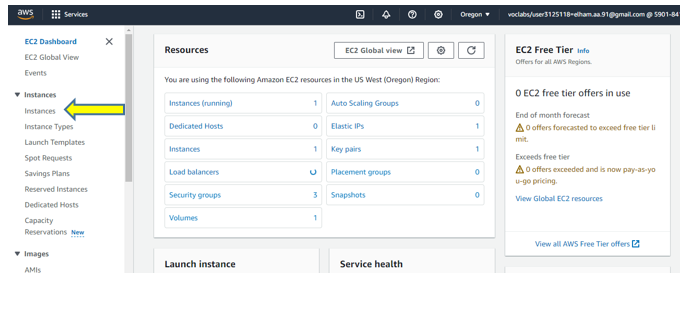 aws
Services
Oregon ▼
voclabs/user3125118=elham.aa.91@gmail.com @ 5901-84
EC2 Dashboard
EC2 Global View
Events
▼ Instances
Instances
Instance Types
Launch Templates
Spot Requests
Savings Plans
Reserved Instances
Dedicated Hosts
Capacity
Reservations New
▼ Images
AMIs
Resources
EC2 Global view
You are using the following Amazon EC2 resources in the US West (Oregon) Region:
Instances (running) 1
Auto Scaling Groups 0
Dedicated Hosts 0
Elastic IPs 1
Instances 1
Key pairs 1
Load balancers
Placement groups 0
Security groups 3
Snapshots 0
Volumes 1
Launch instance
Service health
EC2 Free Tier Info
Offers for all AWS Regions.
0 EC2 free tier offers in use
End of month forecast
0 offers forecasted to exceed free tier li
mit.
Exceeds free tier
0 offers exceeded and is now pay-as-yo
u-go pricing.
View Global EC2 resources
View all AWS Free Tier offers